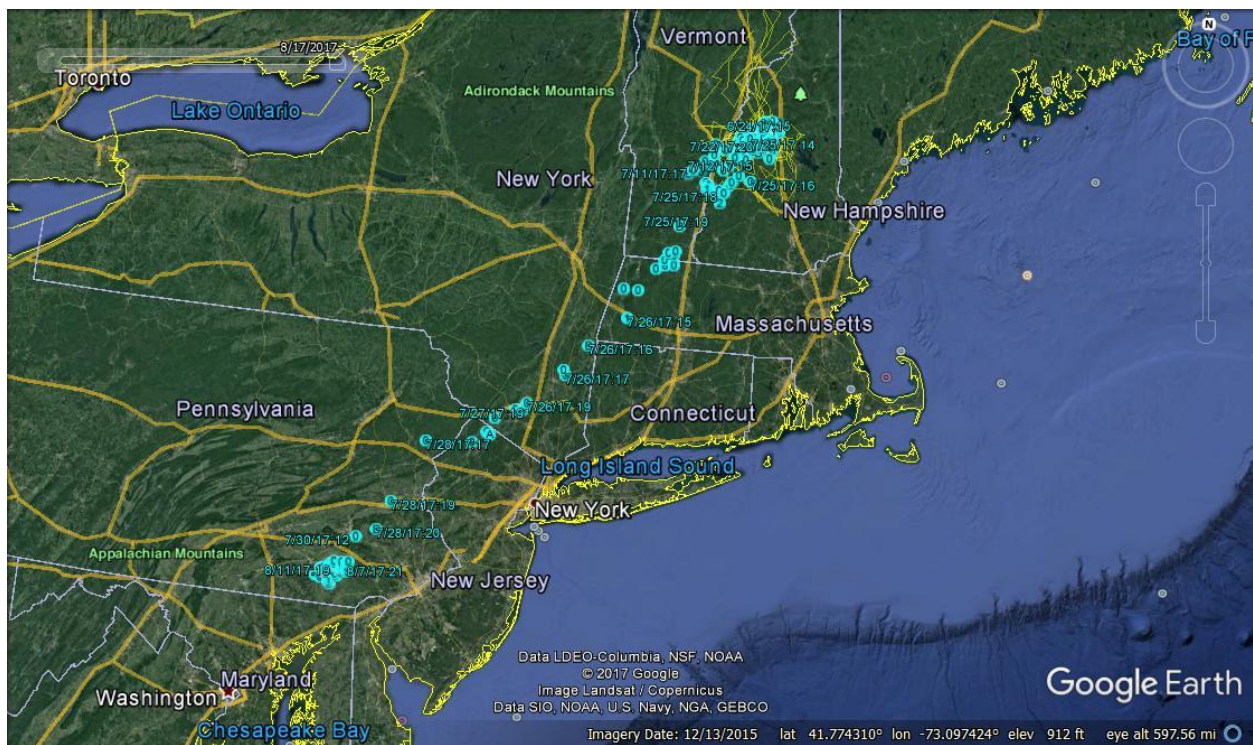 Vermont
Bay of F
N
8/17/2017
Toronto
Lake Ontario
Adirondack Mountains
6/24/17:15
7/22/17:20
7/25/17:14
7/12/17:15
7/11/17:17
New York
7/25/17:16
7/25/17:18
New Hampshire
7/25/17:19
Massachusetts
7/26/17:15
7/26/17:16
7/26/17:17
Pennsylvania
7/27/17:19
7/26/17:19
Connecticut
7/28/17:17
A
Long Island Sound
7/28/17:19
New York
7/28/17:20
7/30/17:12
Appalachian Mountains
8/11/17:19
8/7/17:21
New Jersey
Data LDEO-Columbia, NSF, NOAA
© 2017 Google
Image Landsat / Copernicus
Data SIO, NOAA, U.S. Navy, NGA, GEBCO
Google Earth
Maryland
Washington
Chesapeake Bay
Imagery Date: 12/13/2015 lat 41.774310° lon -73.097424° elev 912 ft eye alt 597.56 mi